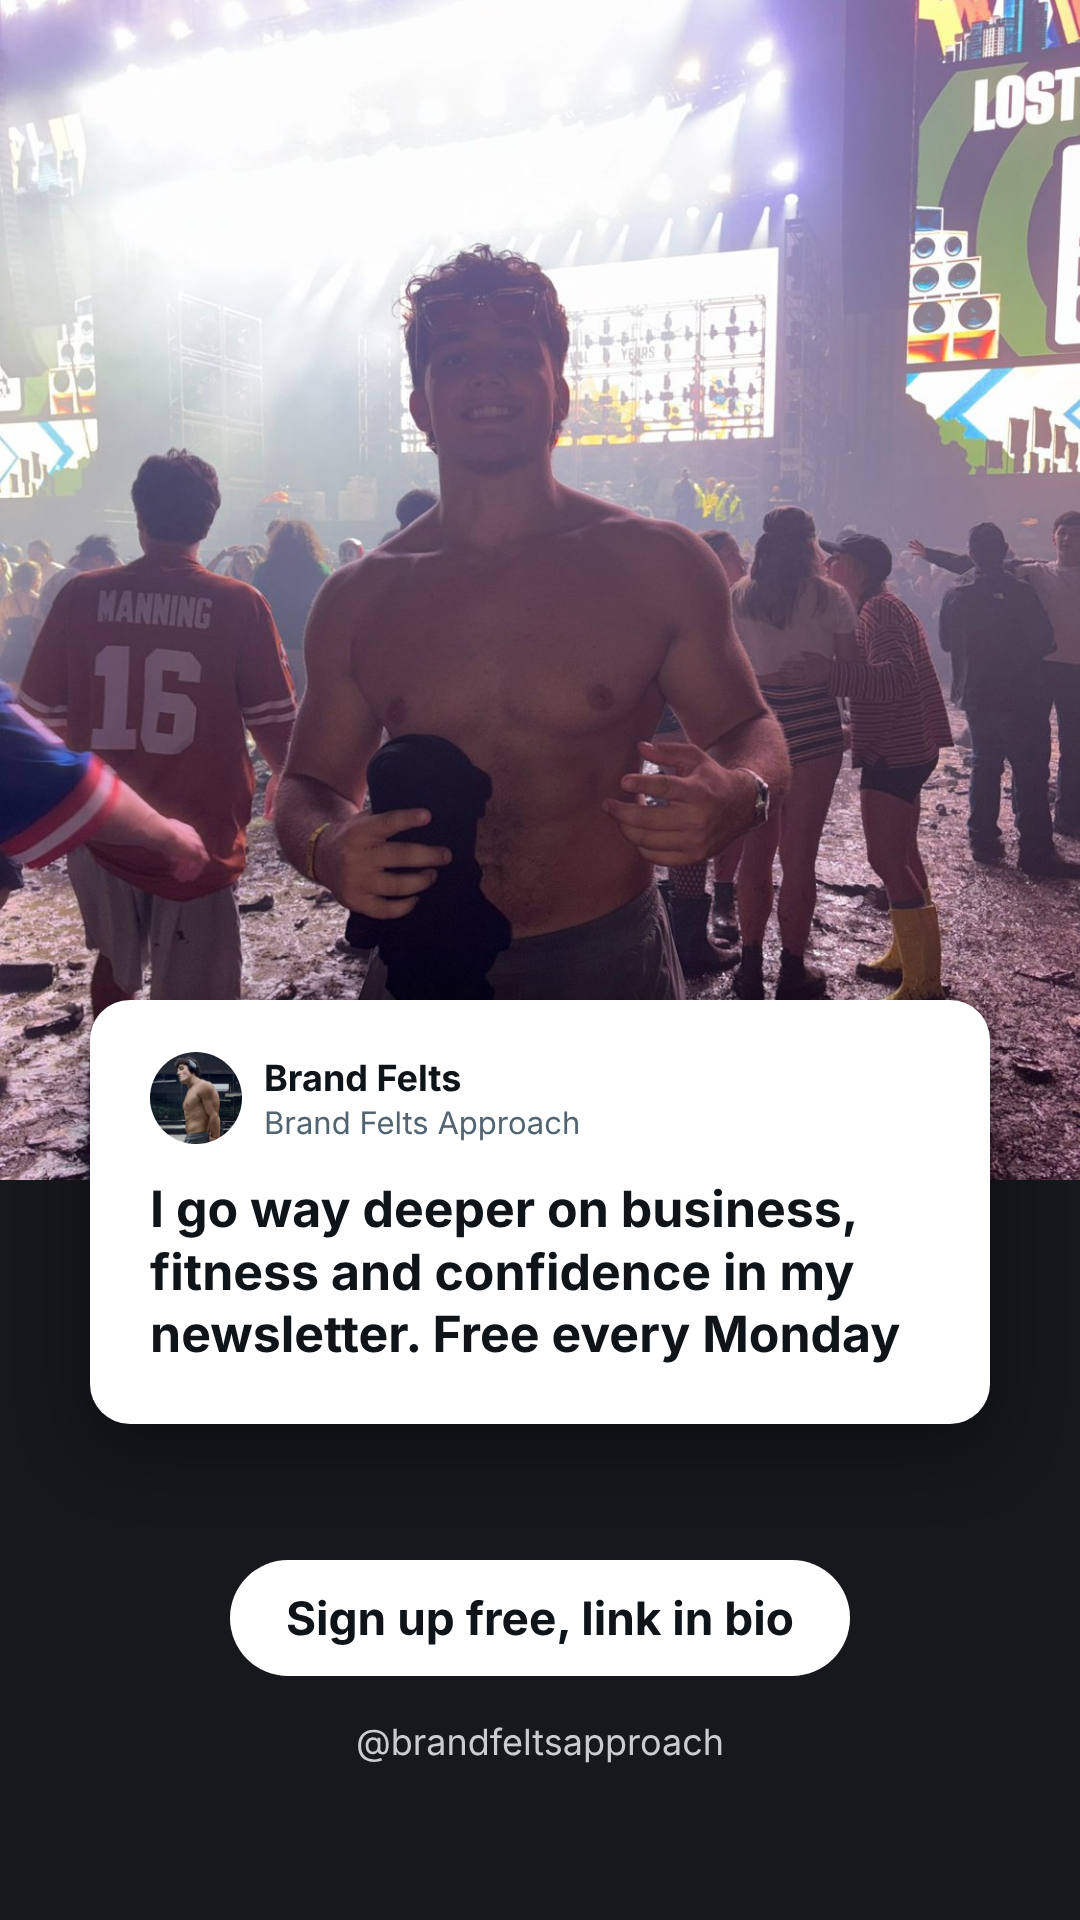 LOST
YEARS
MANNING
16
Brand Felts
Brand Felts Approach
I go way deeper on business,
fitness and confidence in my
newsletter. Free every Monday
Sign up free, link in bio
@brandfeltsapproach